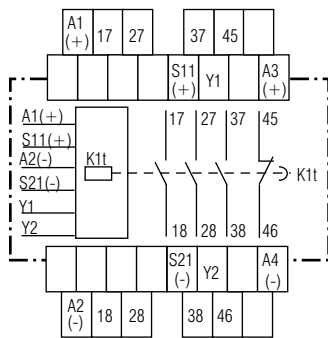 A1 (+) 17 27 37 45
S11 (+) Y1 A3 (+)
A1(+)
S11(+)
A2(-)
S21(-)
Y1
Y2
K1t
17 27 37 45
K1t
18 28 38 46
S21 (-) Y2 A4 (-)
A2 (-) 18 28 38 46